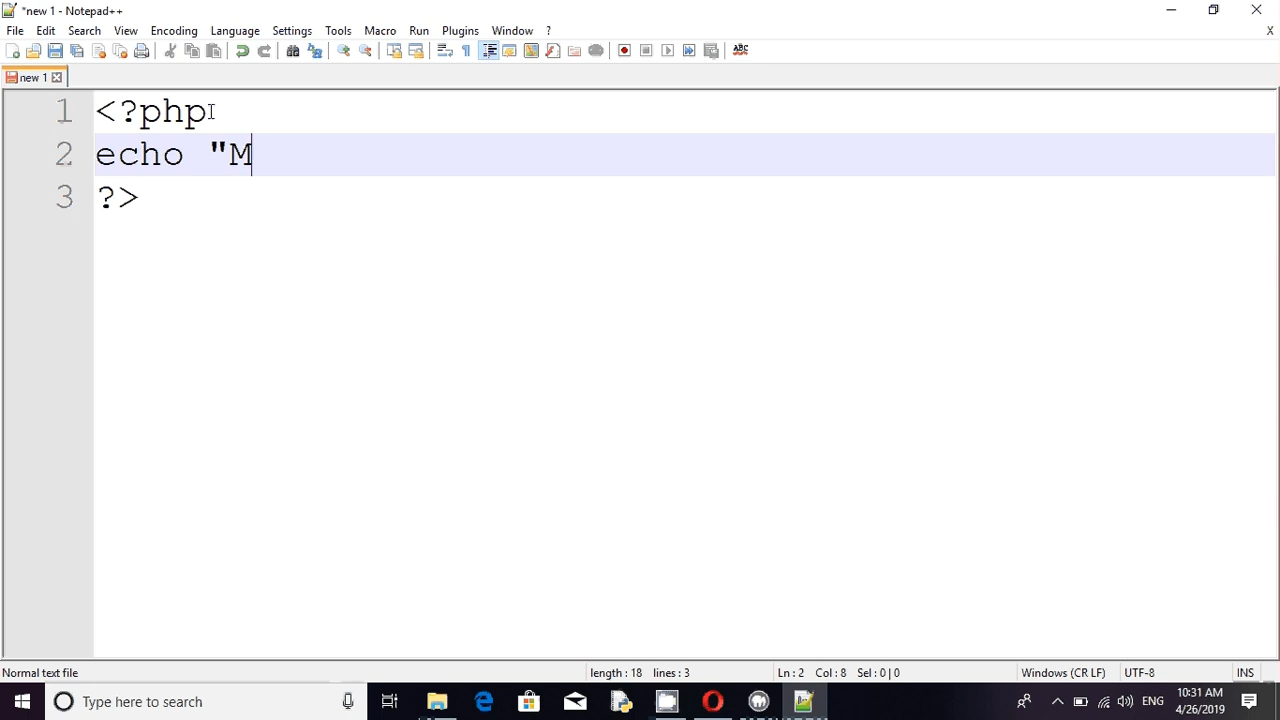 *new 1 - Notepad++
File Edit Search View Encoding Language Settings Tools Macro Run Plugins Window ? X
ABC
new 1
1 <?php
2 echo "M
3 ?>
Normal text file length : 18 lines : 3 Ln : 2 Col : 8 Sel : 0 | 0 Windows (CR LF) UTF-8 INS
Type here to search ENG 10:31 AM
4/26/2019